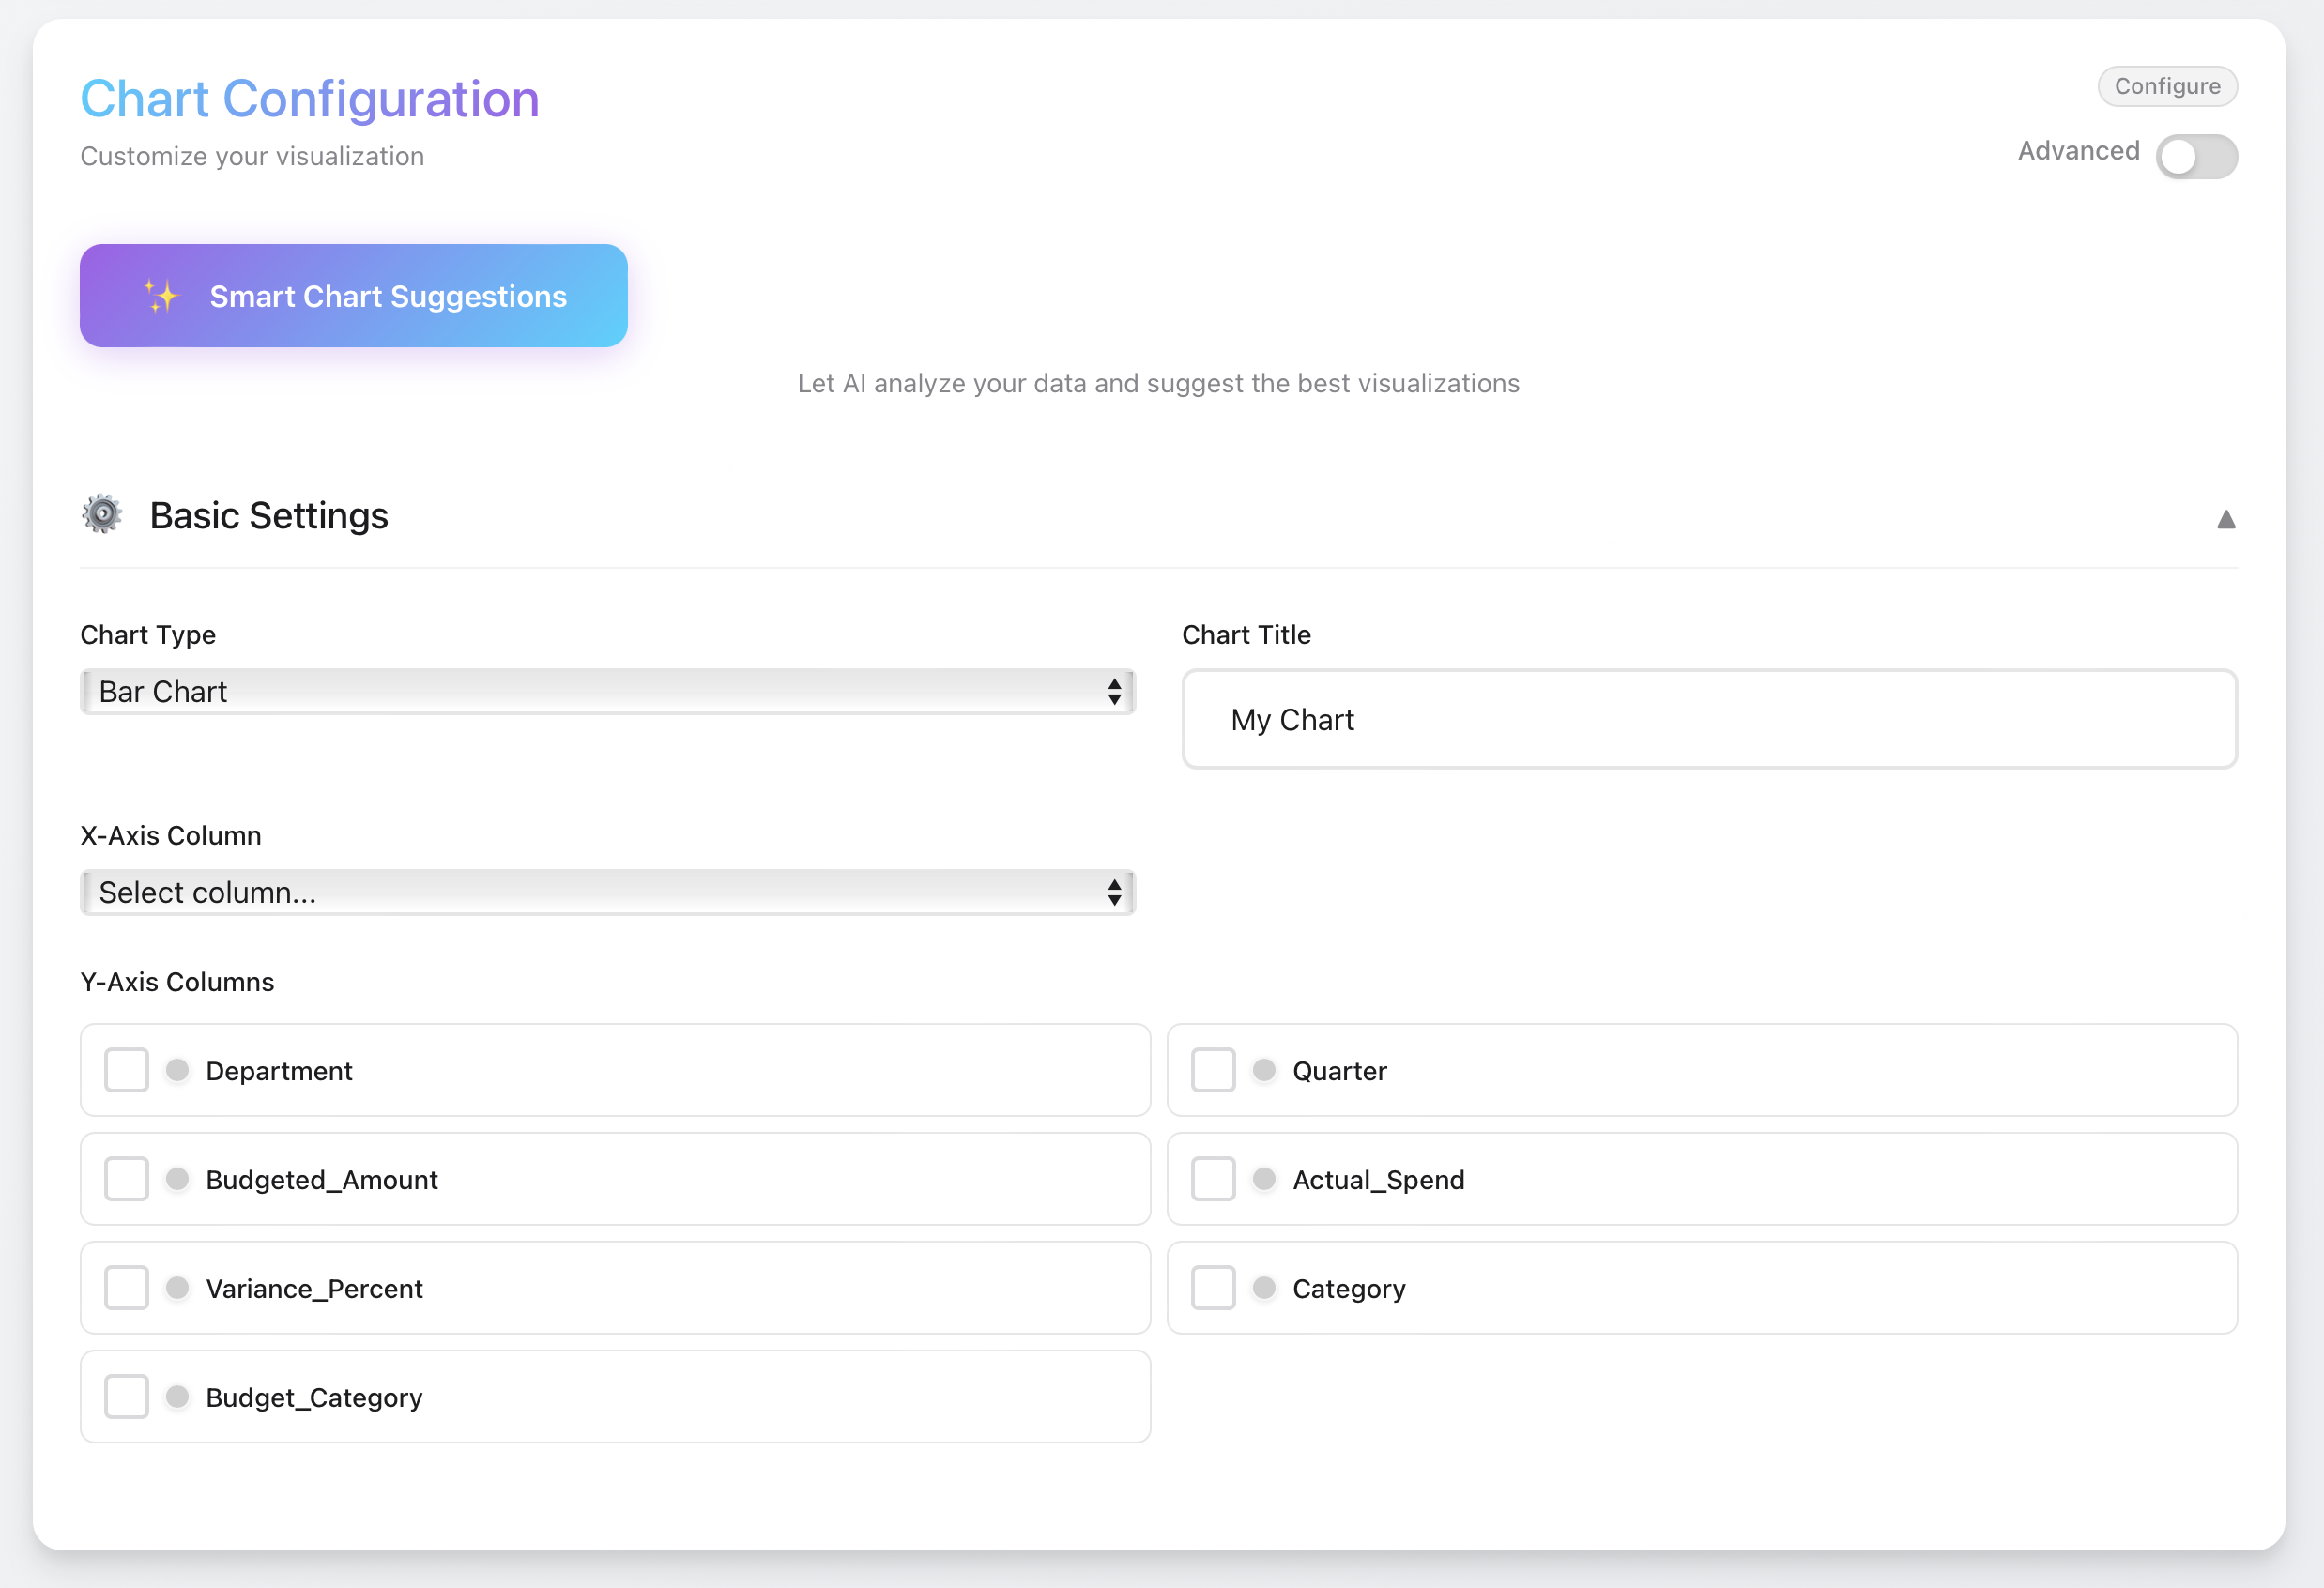 Chart Configuration
Configure
Customize your visualization
Advanced
✨ Smart Chart Suggestions
Let AI analyze your data and suggest the best visualizations
⚙️ Basic Settings
▲
Chart Type
Chart Title
Bar Chart
My Chart
X-Axis Column
Select column...
Y-Axis Columns
Department
Quarter
Budgeted_Amount
Actual_Spend
Variance_Percent
Category
Budget_Category